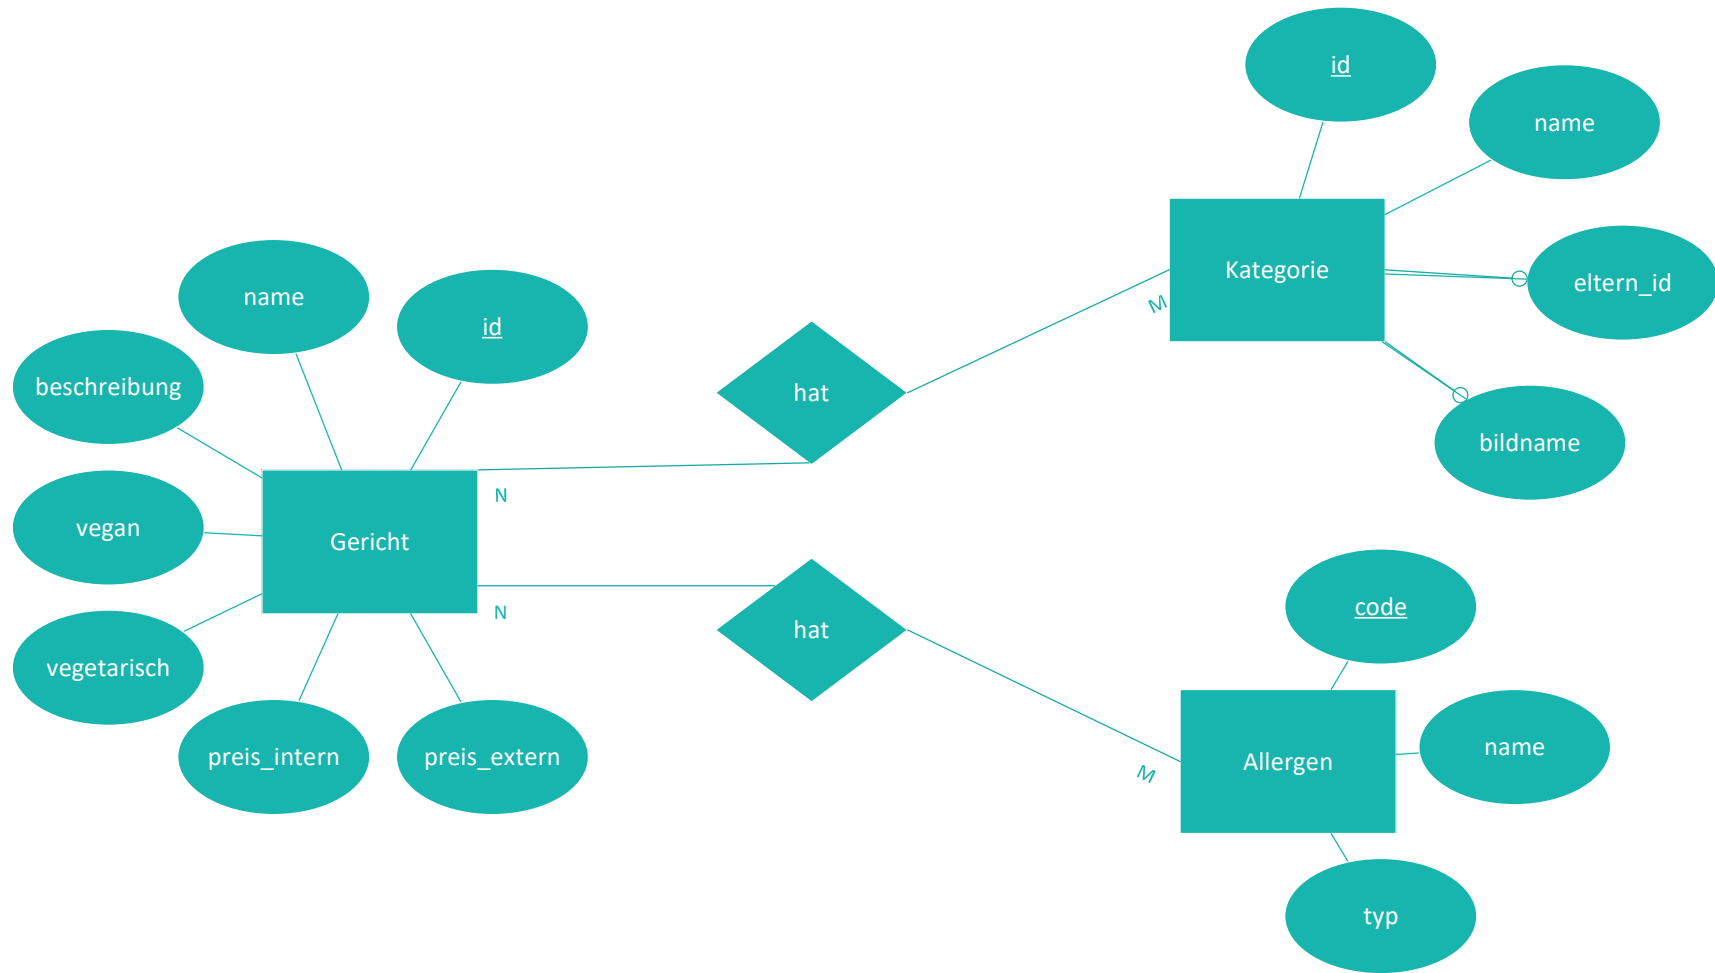 id
name
Kategorie
eltern_id
bildname
M
hat
name
id
beschreibung
vegan
Gericht
vegetarisch
preis_intern
preis_extern
N
N
hat
M
code
Allergen
name
typ